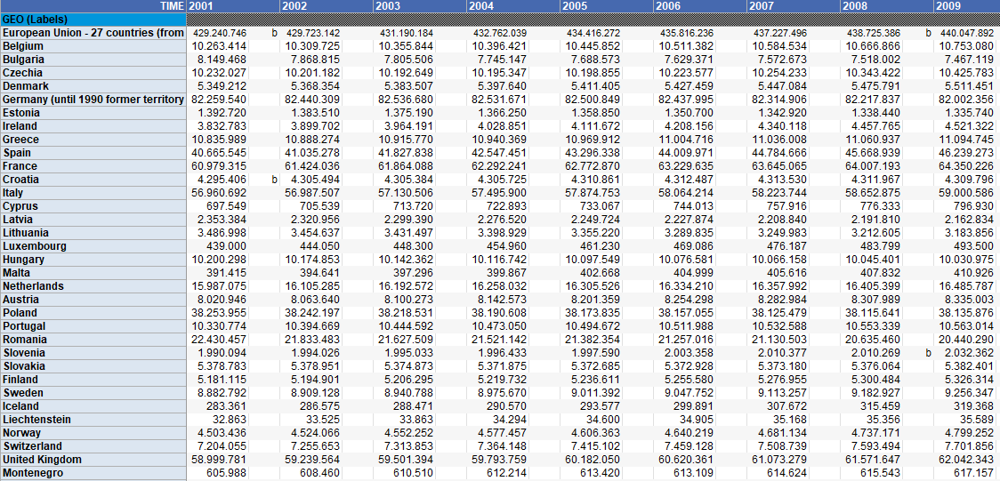 TIME 2001 2002 2003 2004 2005 2006 2007 2008 2009
GEO (Labels)
European Union - 27 countries (from 429.240.746 b 429.723.142 431.190.184 432.762.039 434.416.272 435.816.236 437.227.496 438.725.386 b 440.047.892
Belgium 10.263.414 10.309.725 10.355.844 10.396.421 10.445.852 10.511.382 10.584.534 10.666.866 10.753.080
Bulgaria 8.149.468 7.868.815 7.805.506 7.745.147 7.688.573 7.629.371 7.572.673 7.518.002 7.467.119
Czechia 10.232.027 10.201.182 10.192.649 10.195.347 10.198.855 10.223.577 10.254.233 10.343.422 10.425.783
Denmark 5.349.212 5.368.354 5.383.507 5.397.640 5.411.405 5.427.459 5.447.084 5.475.791 5.511.451
Germany (until 1990 former territory 82.259.540 82.440.309 82.536.680 82.531.671 82.500.849 82.437.995 82.314.906 82.217.837 82.002.356
Estonia 1.392.720 1.383.510 1.375.190 1.366.250 1.358.850 1.350.700 1.342.920 1.338.440 1.335.740
Ireland 3.832.783 3.899.702 3.964.191 4.028.851 4.111.672 4.208.156 4.340.118 4.457.765 4.521.322
Greece 10.835.989 10.888.274 10.915.770 10.940.369 10.969.912 11.004.716 11.036.008 11.060.937 11.094.745
Spain 40.665.545 41.035.278 41.827.838 42.547.451 43.296.338 44.009.971 44.784.666 45.668.939 46.239.273
France 60.979.315 61.424.036 61.864.088 62.292.241 62.772.870 63.229.635 63.645.065 64.007.193 64.350.226
Croatia 4.295.406 b 4.305.494 4.305.384 4.305.725 4.310.861 4.312.487 4.313.530 4.311.967 4.309.796
Italy 56.960.692 56.987.507 57.130.506 57.495.900 57.874.753 58.064.214 58.223.744 58.652.875 59.000.586
Cyprus 697.549 705.539 713.720 722.893 733.067 744.013 757.916 776.333 796.930
Latvia 2.353.384 2.320.956 2.299.390 2.276.520 2.249.724 2.227.874 2.208.840 2.191.810 2.162.834
Lithuania 3.486.998 3.454.637 3.431.497 3.398.929 3.355.220 3.289.835 3.249.983 3.212.605 3.183.856
Luxembourg 439.000 444.050 448.300 454.960 461.230 469.086 476.187 483.799 493.500
Hungary 10.200.298 10.174.853 10.142.362 10.116.742 10.097.549 10.076.581 10.066.158 10.045.401 10.030.975
Malta 391.415 394.641 397.296 399.867 402.668 404.999 405.616 407.832 410.926
Netherlands 15.987.075 16.105.285 16.192.572 16.258.032 16.305.526 16.334.210 16.357.992 16.405.399 16.485.787
Austria 8.020.946 8.063.640 8.100.273 8.142.573 8.201.359 8.254.298 8.282.984 8.307.989 8.335.003
Poland 38.253.955 38.242.197 38.218.531 38.190.608 38.173.835 38.157.055 38.125.479 38.115.641 38.135.876
Portugal 10.330.774 10.394.669 10.444.592 10.473.050 10.494.672 10.511.988 10.532.588 10.553.339 10.563.014
Romania 22.430.457 21.833.483 21.627.509 21.521.142 21.382.354 21.257.016 21.130.503 20.635.460 20.440.290
Slovenia 1.990.094 1.994.026 1.995.033 1.996.433 1.997.590 2.003.358 2.010.377 2.010.269 b 2.032.362
Slovakia 5.378.783 5.378.951 5.374.873 5.371.875 5.372.685 5.372.928 5.373.180 5.376.064 5.382.401
Finland 5.181.115 5.194.901 5.206.295 5.219.732 5.236.611 5.255.580 5.276.955 5.300.484 5.326.314
Sweden 8.882.792 8.909.128 8.940.788 8.975.670 9.011.392 9.047.752 9.113.257 9.182.927 9.256.347
Iceland 283.361 286.575 288.471 290.570 293.577 299.891 307.672 315.459 319.368
Liechtenstein 32.863 33.525 33.863 34.294 34.600 34.905 35.168 35.356 35.589
Norway 4.503.436 4.524.066 4.552.252 4.577.457 4.606.363 4.640.219 4.681.134 4.737.171 4.799.252
Switzerland 7.204.055 7.255.653 7.313.853 7.364.148 7.415.102 7.459.128 7.508.739 7.593.494 7.701.856
United Kingdom 58.999.781 59.239.564 59.501.394 59.793.759 60.182.050 60.620.361 61.073.279 61.571.647 62.042.343
Montenegro 605.988 608.460 610.510 612.214 613.420 613.109 614.624 615.543 617.157